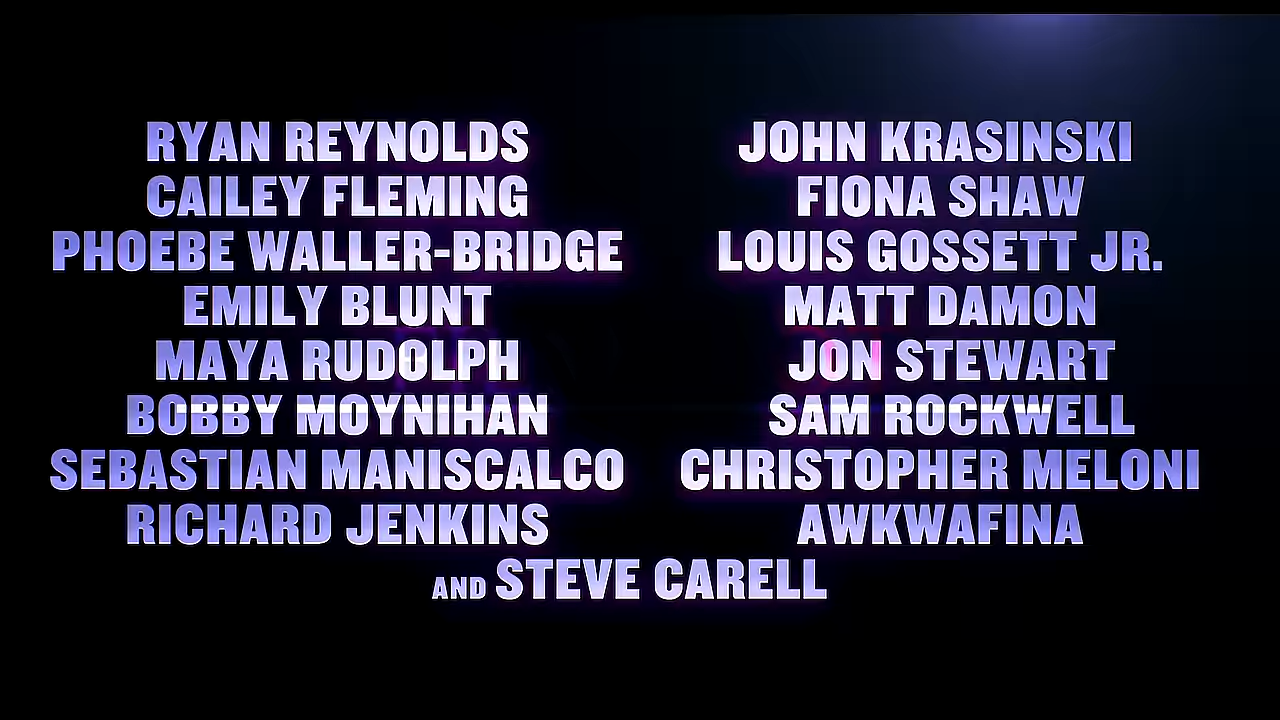 RYAN REYNOLDS JOHN KRASINSKI
CAILEY FLEMING FIONA SHAW
PHOEBE WALLER-BRIDGE LOUIS GOSSETT JR.
EMILY BLUNT MATT DAMON
MAYA RUDOLPH JON STEWART
BOBBY MOYNIHAN SAM ROCKWELL
SEBASTIAN MANISCALCO CHRISTOPHER MELONI
RICHARD JENKINS AWKWAFINA
AND STEVE CARELL